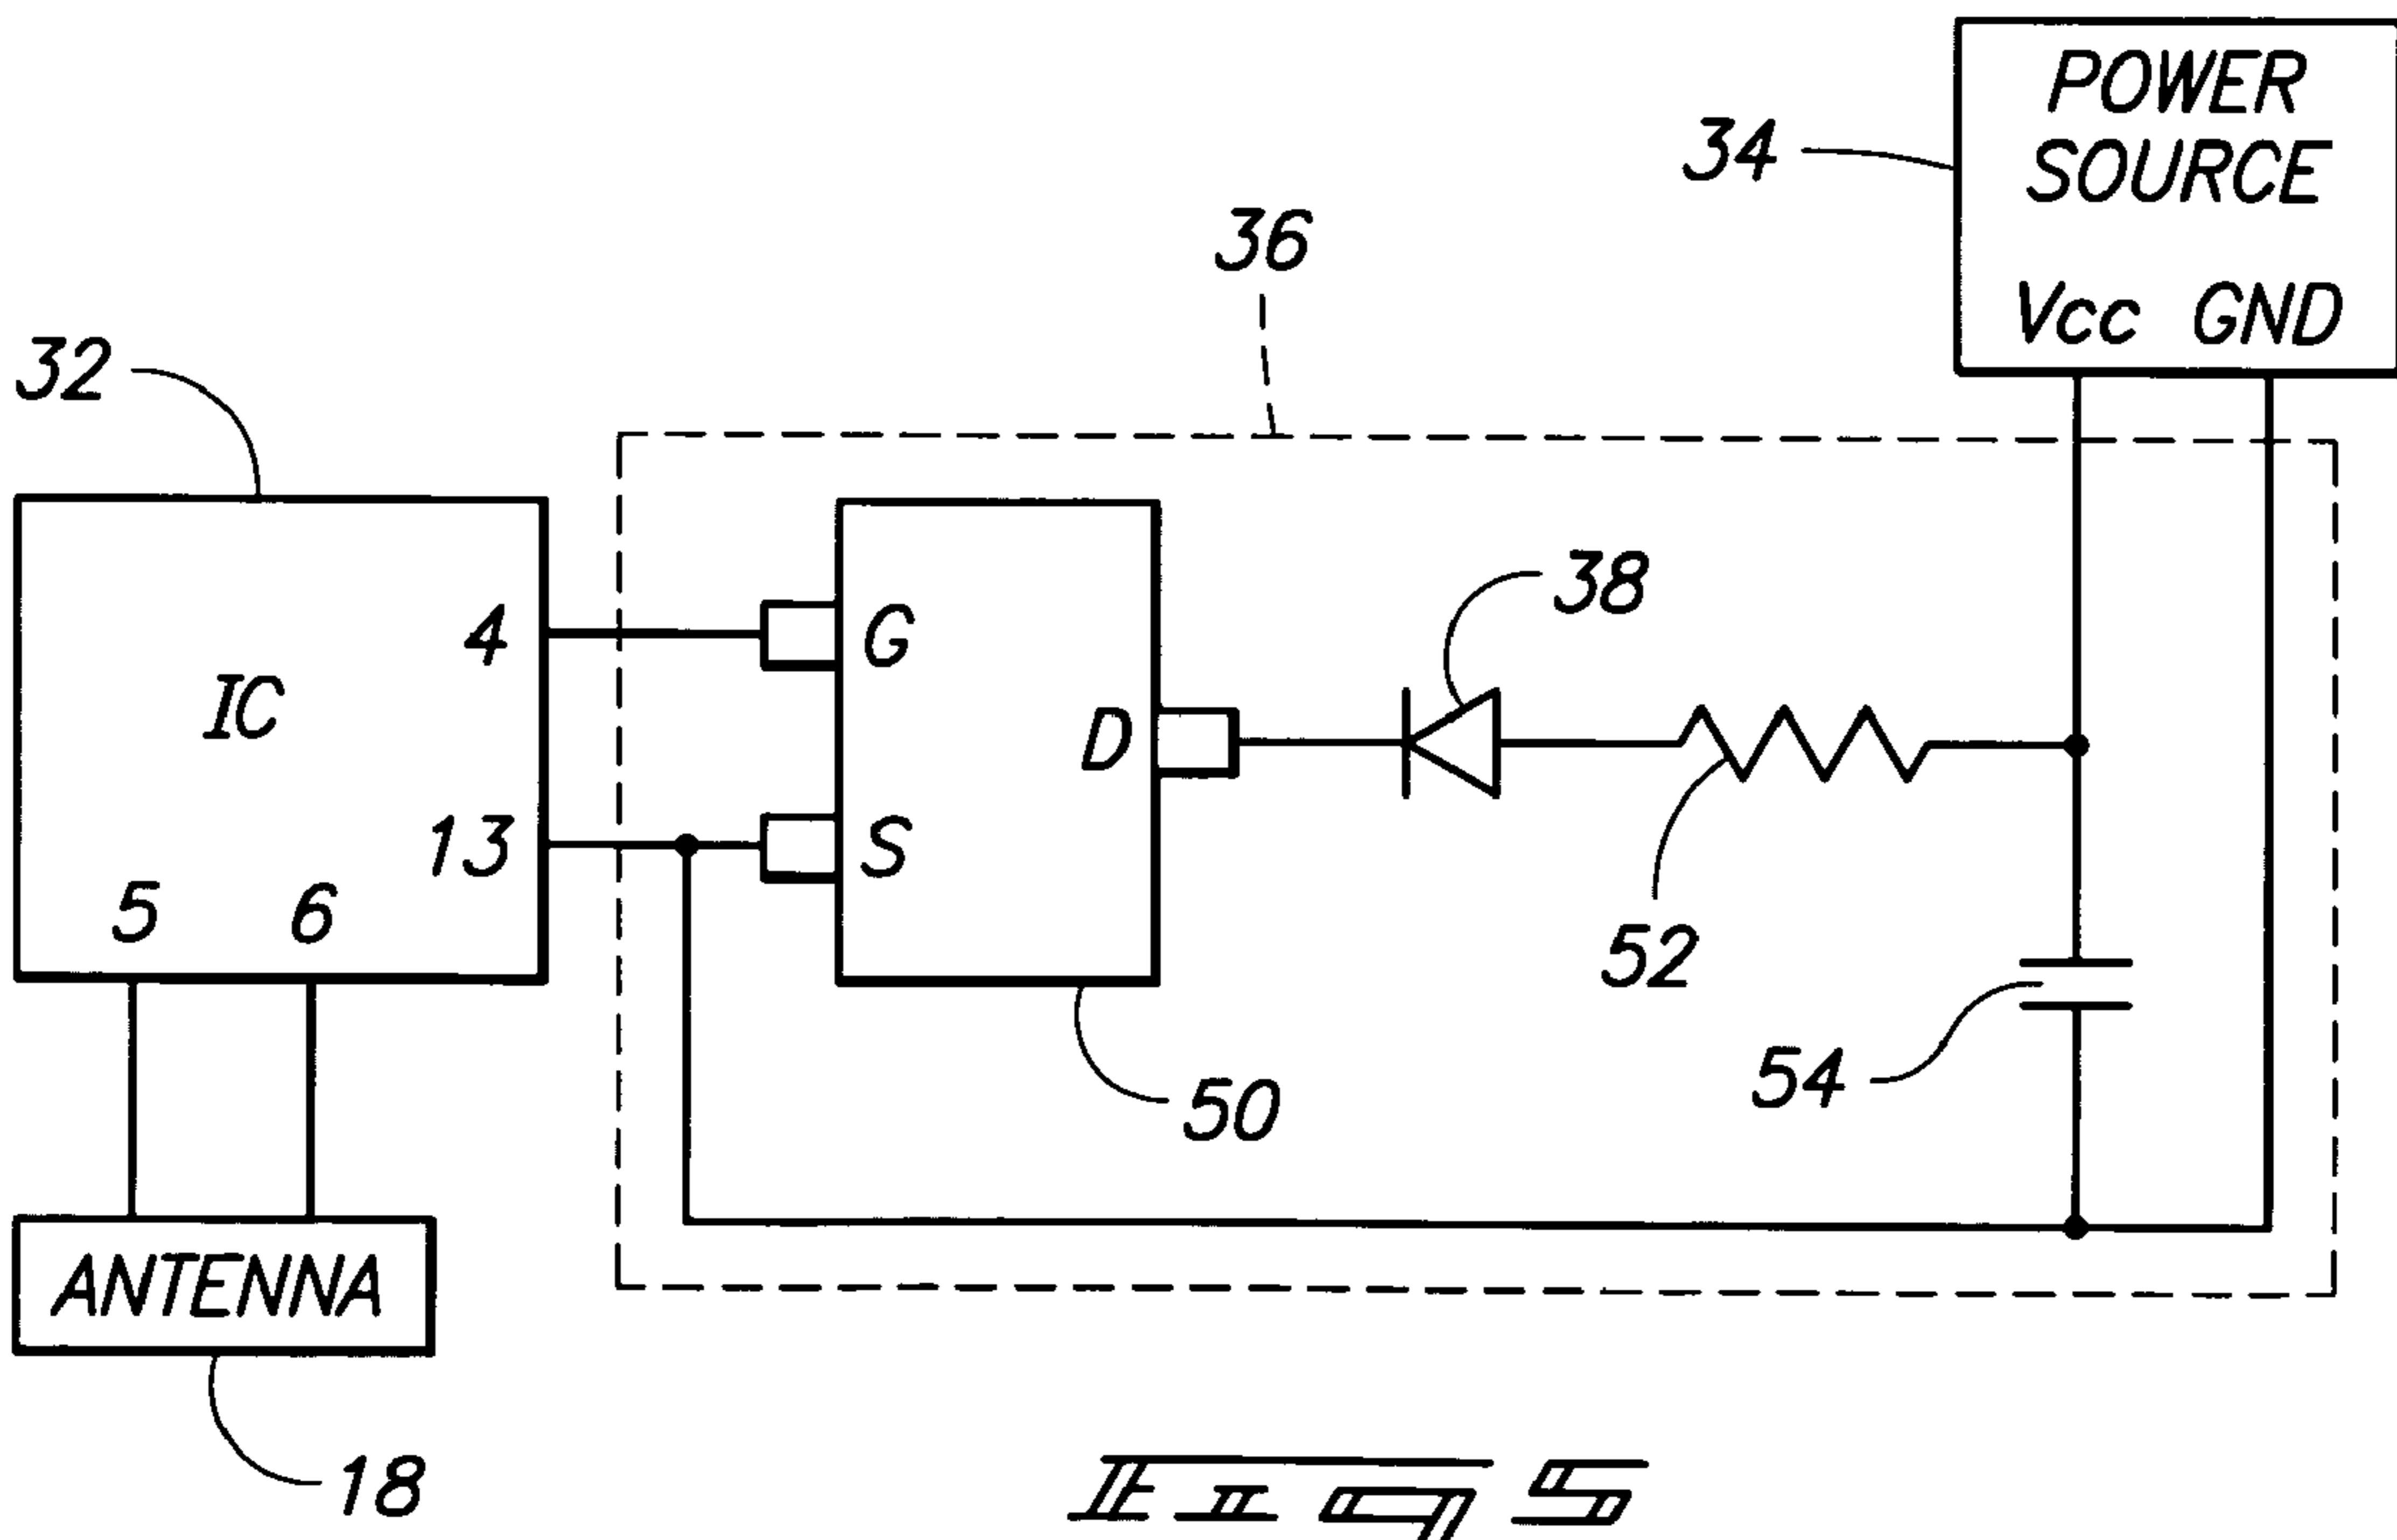 POWER
SOURCE
Vcc GND
34
36
32
IC
4
13
5 6
G
S
D
38
52
54
50
ANTENNA
18
FIG 5